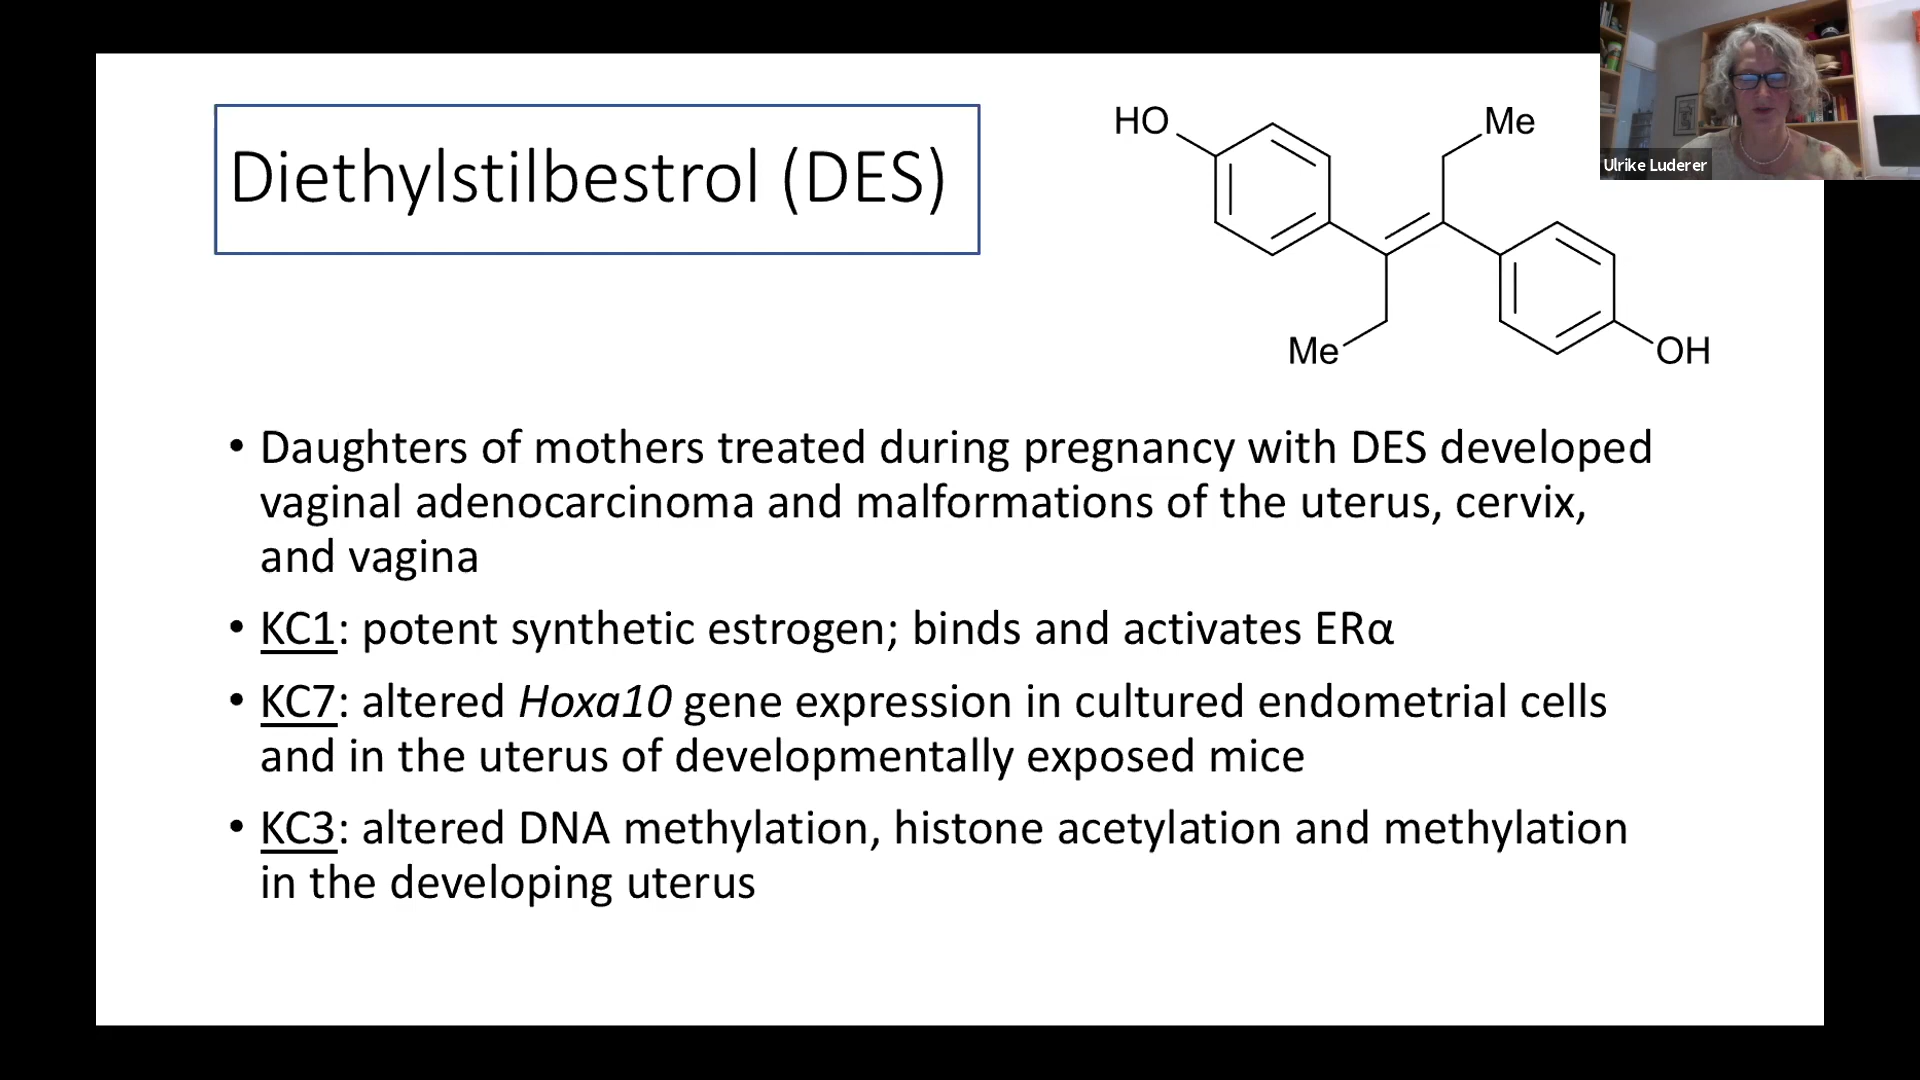 Diethylstilbestrol (DES)
HO
Me
Me
OH
Ulrike Luderer
• Daughters of mothers treated during pregnancy with DES developed
vaginal adenocarcinoma and malformations of the uterus, cervix,
and vagina
• KC1: potent synthetic estrogen; binds and activates ERα
• KC7: altered Hoxa10 gene expression in cultured endometrial cells
and in the uterus of developmentally exposed mice
• KC3: altered DNA methylation, histone acetylation and methylation
in the developing uterus